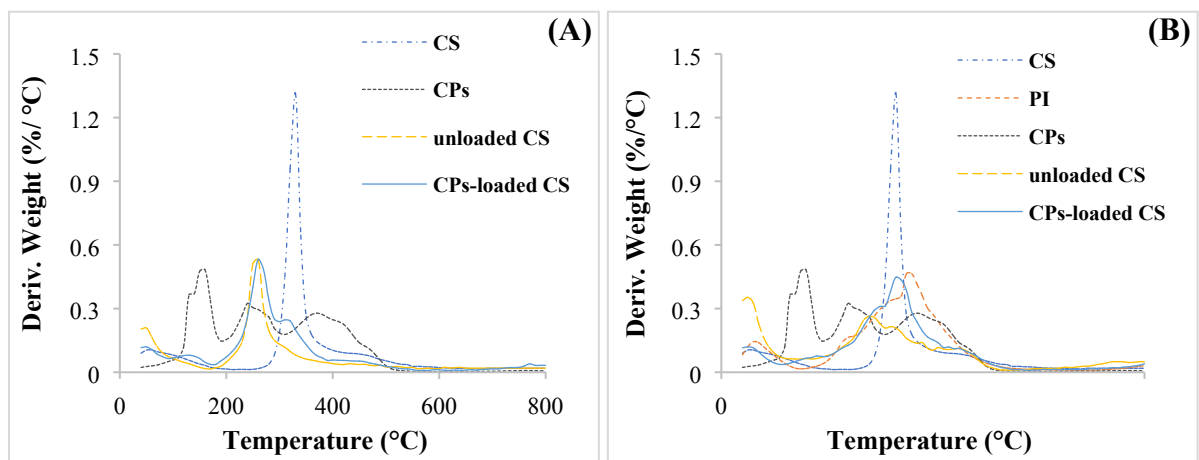 (A)
1.5
1.2
0.9
0.6
0.3
0
Deriv. Weight (%/°C)
CS
CPs
unloaded CS
CPs-loaded CS
0 200 400 600 800
Temperature (°C)
(B)
1.5
1.2
0.9
0.6
0.3
0
Deriv. Weight (%/°C)
CS
PI
CPs
unloaded CS
CPs-loaded CS
0
Temperature (°C)